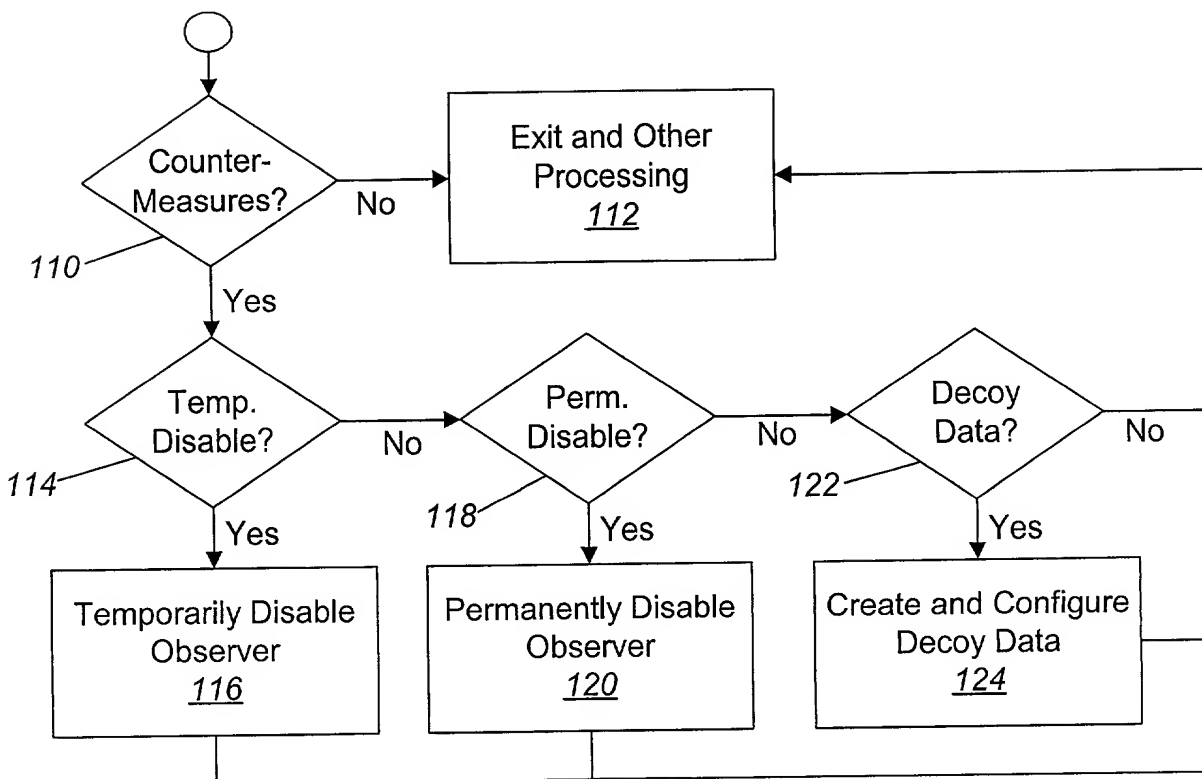 Counter-
Measures?
110
No
Yes
Exit and Other
Processing
112
Temp.
Disable?
114
No
Yes
Perm.
Disable?
118
No
Yes
Decoy
Data?
122
No
Yes
Temporarily Disable
Observer
116
Permanently Disable
Observer
120
Create and Configure
Decoy Data
124